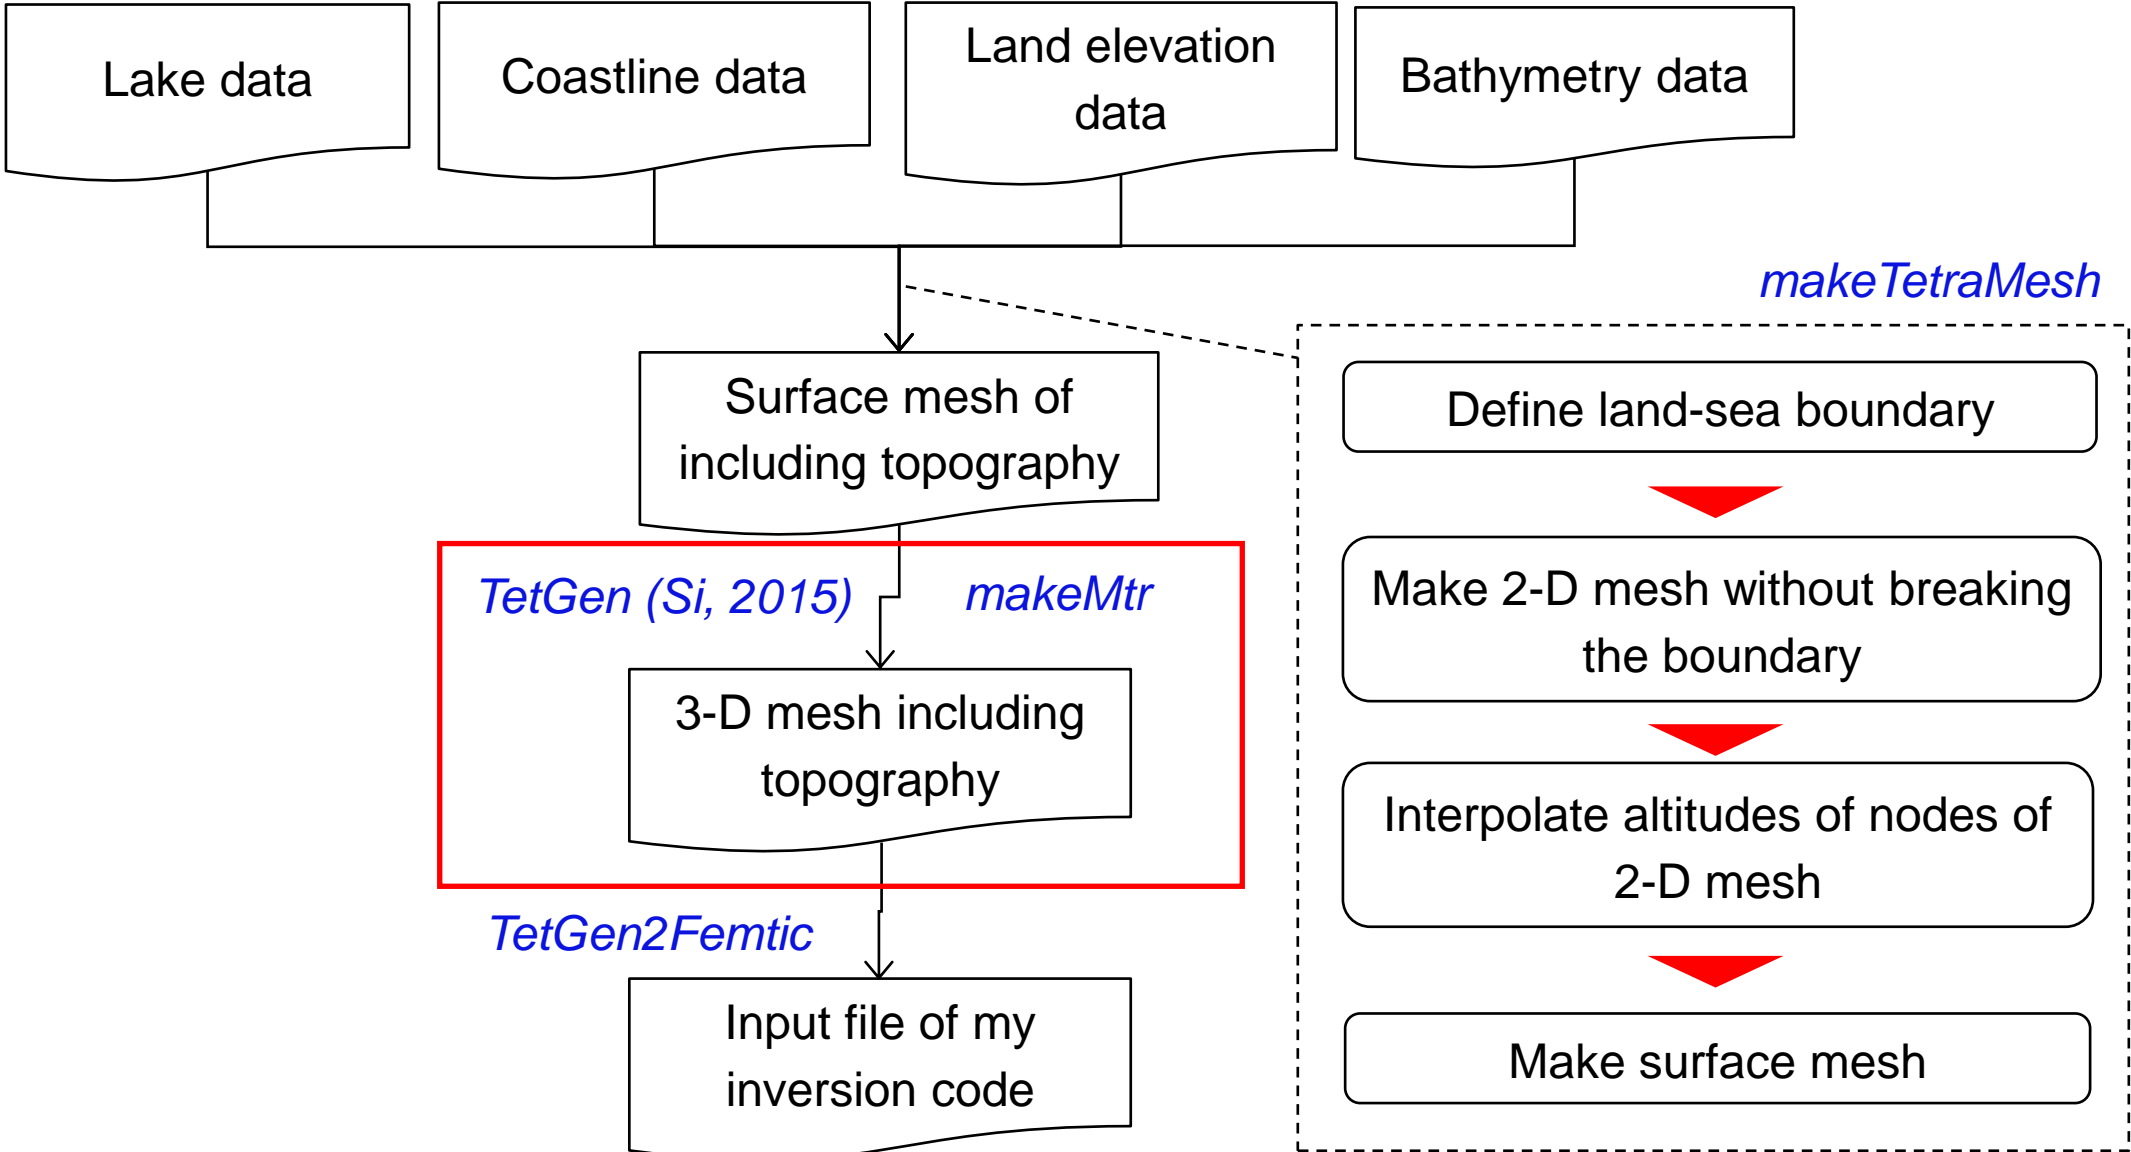 Lake data
Coastline data
Land elevation
data
Bathymetry data
makeTetraMesh
Surface mesh of
including topography
TetGen (Si, 2015)
makeMtr
3-D mesh including
topography
TetGen2Femtic
Input file of my
inversion code
Define land-sea boundary
Make 2-D mesh without breaking
the boundary
Interpolate altitudes of nodes of
2-D mesh
Make surface mesh